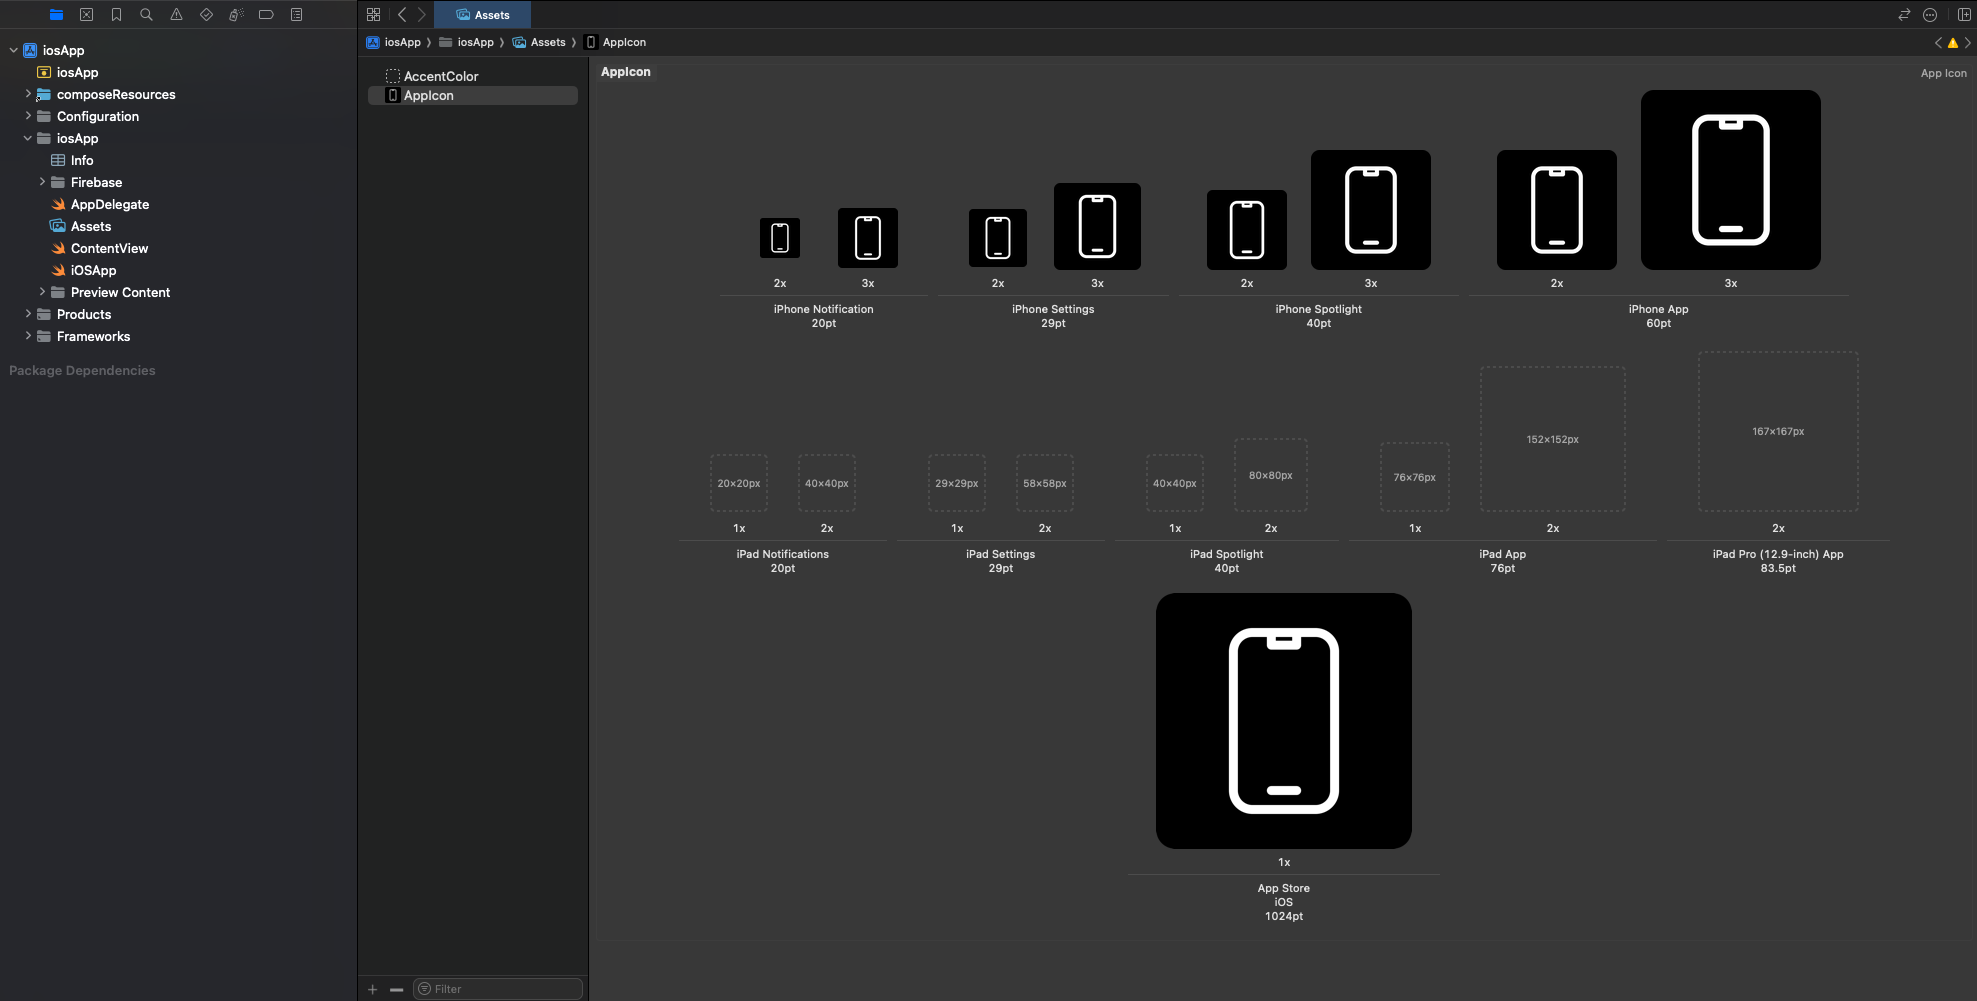 Assets
iosApp
iosApp
composeResources
Configuration
iosApp
Info
Firebase
AppDelegate
Assets
ContentView
iOSApp
Preview Content
Products
Frameworks
Package Dependencies
iosApp
iosApp
Assets
AppIcon
AccentColor
AppIcon
Filter
AppIcon
App Icon
2x
3x
iPhone Notification
20pt
2x
3x
iPhone Settings
29pt
2x
3x
iPhone Spotlight
40pt
2x
3x
iPhone App
60pt
20×20px
40×40px
1x
2x
iPad Notifications
20pt
29×29px
58×58px
1x
2x
iPad Settings
29pt
40×40px
80×80px
1x
2x
iPad Spotlight
40pt
76×76px
152×152px
1x
2x
iPad App
76pt
167×167px
2x
iPad Pro (12.9-inch) App
83.5pt
1x
App Store
iOS
1024pt